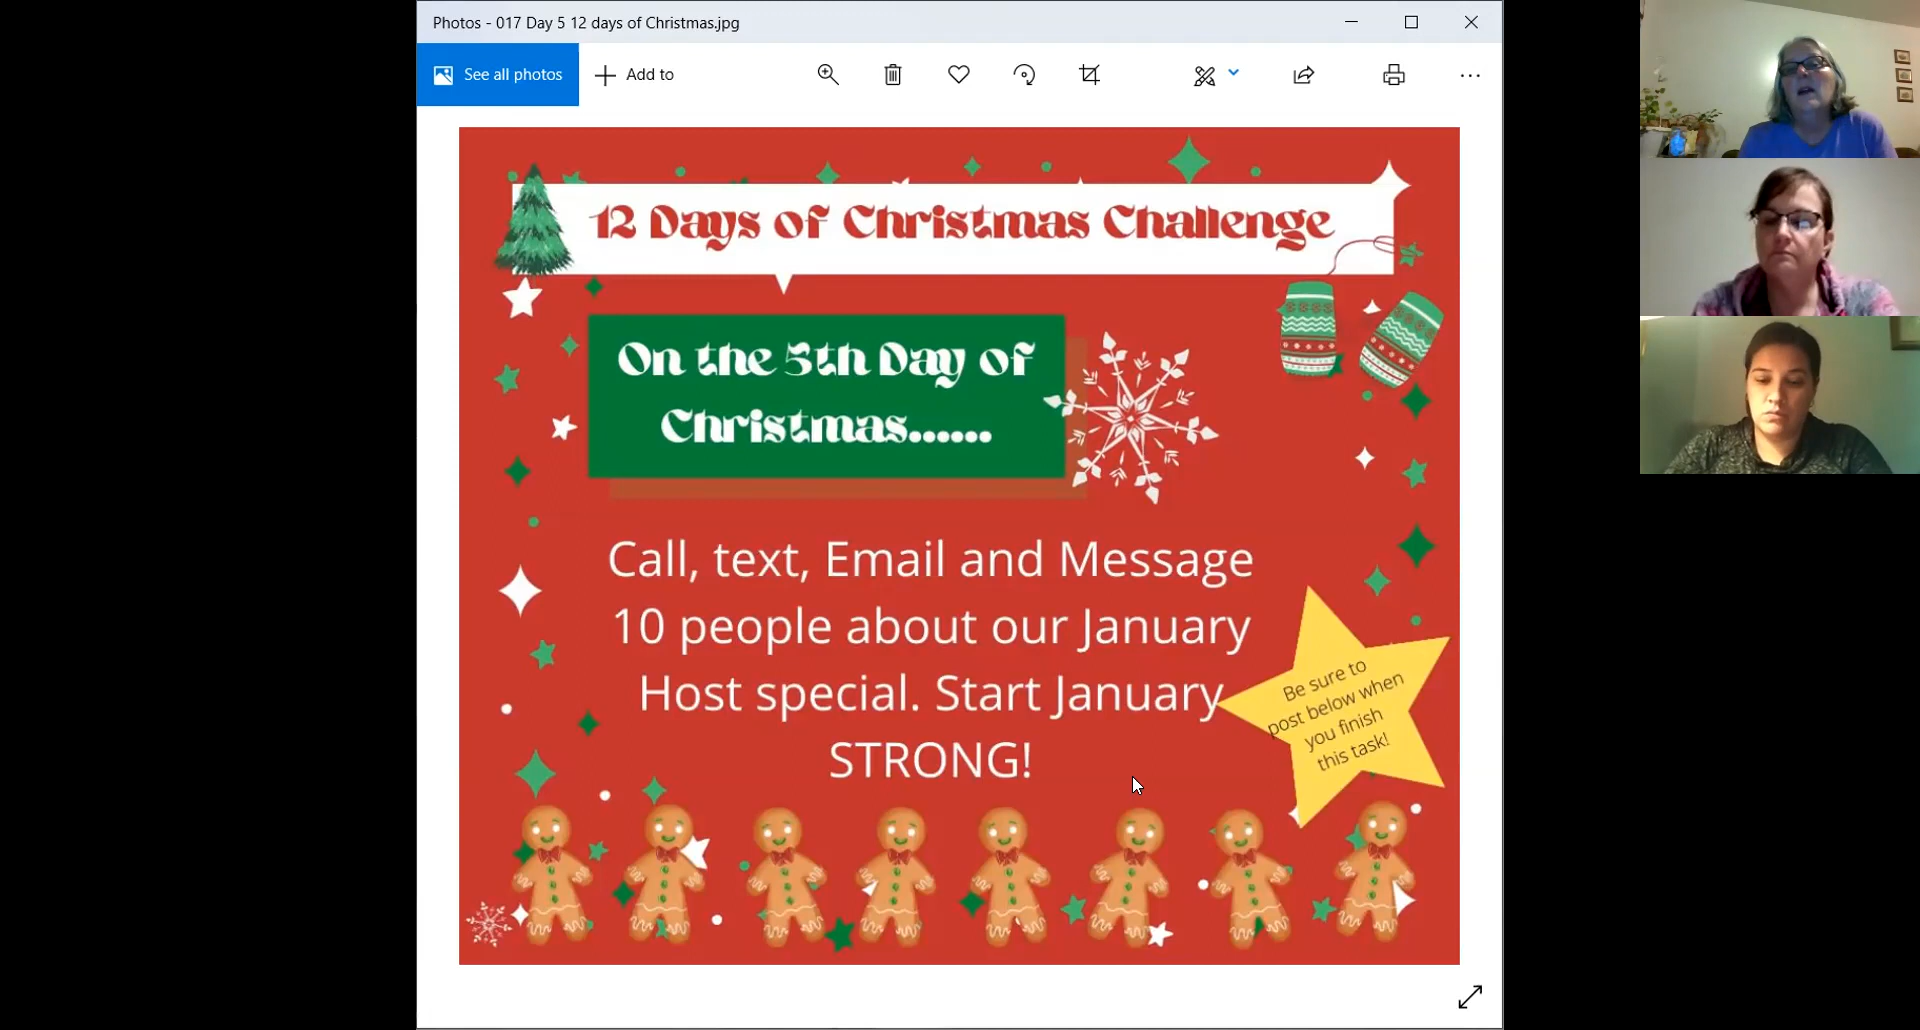 Photos - 017 Day 5 12 days of Christmas.jpg
See all photos
Add to
12 Days of Christmas Challenge
On the 5th Day of
Christmas......
Call, text, Email and Message
10 people about our January
Host special. Start January
STRONG!
Be sure to
post below when
you finish
this task!